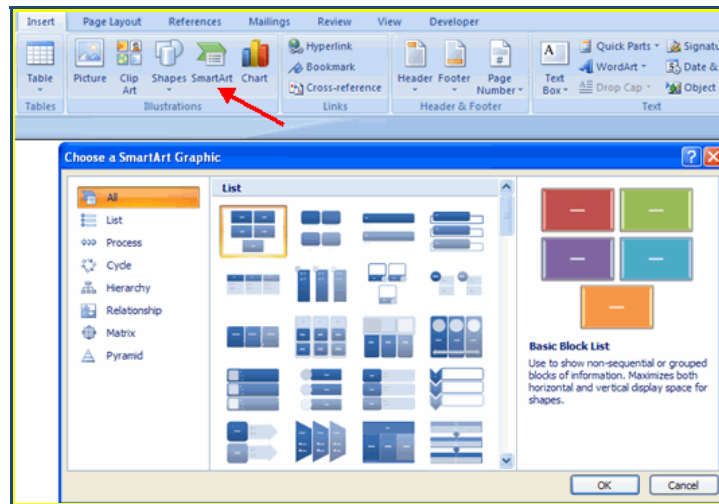 Insert Page Layout References Mailings Review View Developer
Table
Tables
Picture Clip Art Shapes SmartArt Chart
Illustrations
Hyperlink
Bookmark
Cross-reference
Links
Header Footer Page Number
Header & Footer
A
Text Box
Quick Parts
WordArt
Drop Cap
Signatu
Date &
Object
Text
Choose a SmartArt Graphic
All
List
Process
Cycle
Hierarchy
Relationship
Matrix
Pyramid
List
Basic Block List
Use to show non-sequential or grouped
blocks of information. Maximizes both
horizontal and vertical display space for
shapes.
OK Cancel